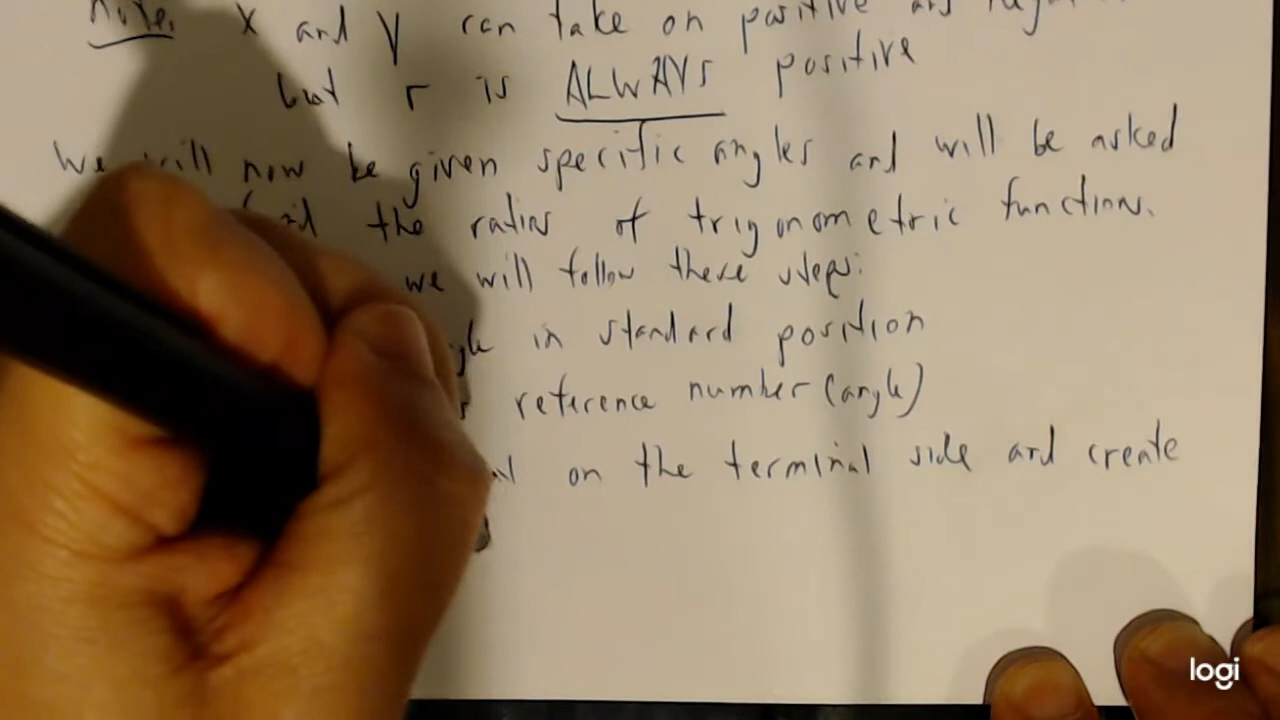 Note: X and Y can take on positive and
but r is ALWAYS positive
We will now be given specific angles and will be asked
the ratios of trigonometric functions.
we will follow these steps:
in standard position
reference number (angle)
on the terminal side and create
logi